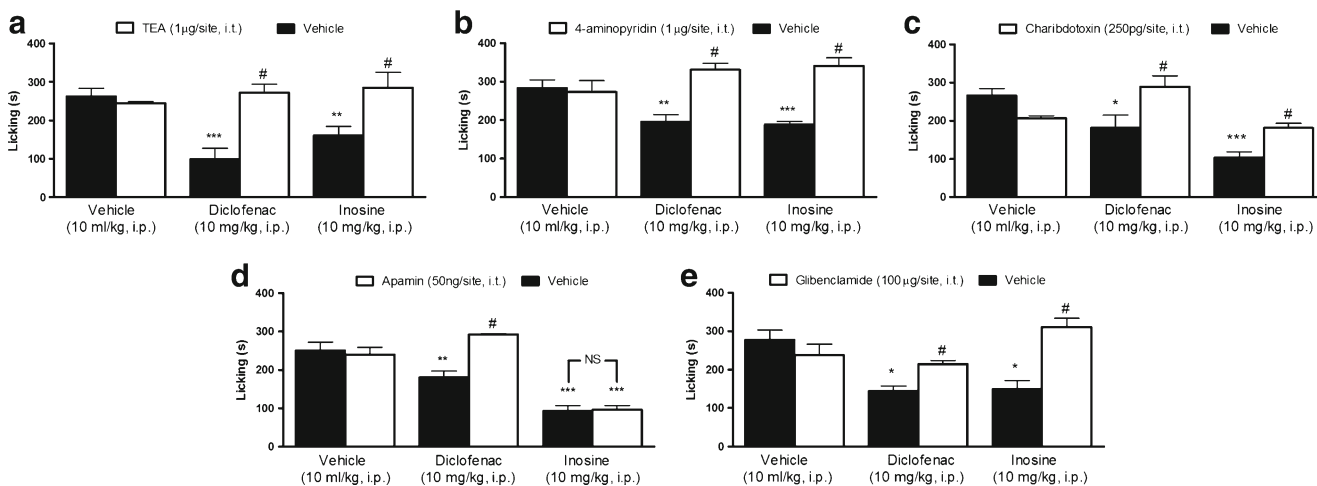 a
TEA (1µg/site, i.t.) Vehicle
400
300
200
100
0
Licking (s)
***
#
**
#
Vehicle Diclofenac Inosine
(10 ml/kg, i.p.) (10 mg/kg, i.p.) (10 mg/kg, i.p.)
b
4-aminopyridin (1µg/site, i.t.) Vehicle
400
300
200
100
0
Licking (s)
**
#
***
#
Vehicle Diclofenac Inosine
(10 ml/kg, i.p.) (10 mg/kg, i.p.) (10 mg/kg, i.p.)
c
Charibdotoxin (250pg/site, i.t.) Vehicle
400
300
200
100
0
Licking (s)
*
#
***
#
Vehicle Diclofenac Inosine
(10 ml/kg, i.p.) (10 mg/kg, i.p.) (10 mg/kg, i.p.)
d
Apamin (50ng/site, i.t.) Vehicle
400
300
200
100
0
Licking (s)
**
#
NS
*** ***
Vehicle Diclofenac Inosine
(10 ml/kg, i.p.) (10 mg/kg, i.p.) (10 mg/kg, i.p.)
e
Glibenclamide (100µg/site, i.t.) Vehicle
400
300
200
100
0
Licking (s)
*
#
*
#
Vehicle Diclofenac Inosine
(10 ml/kg, i.p.) (10 mg/kg, i.p.) (10 mg/kg, i.p.)